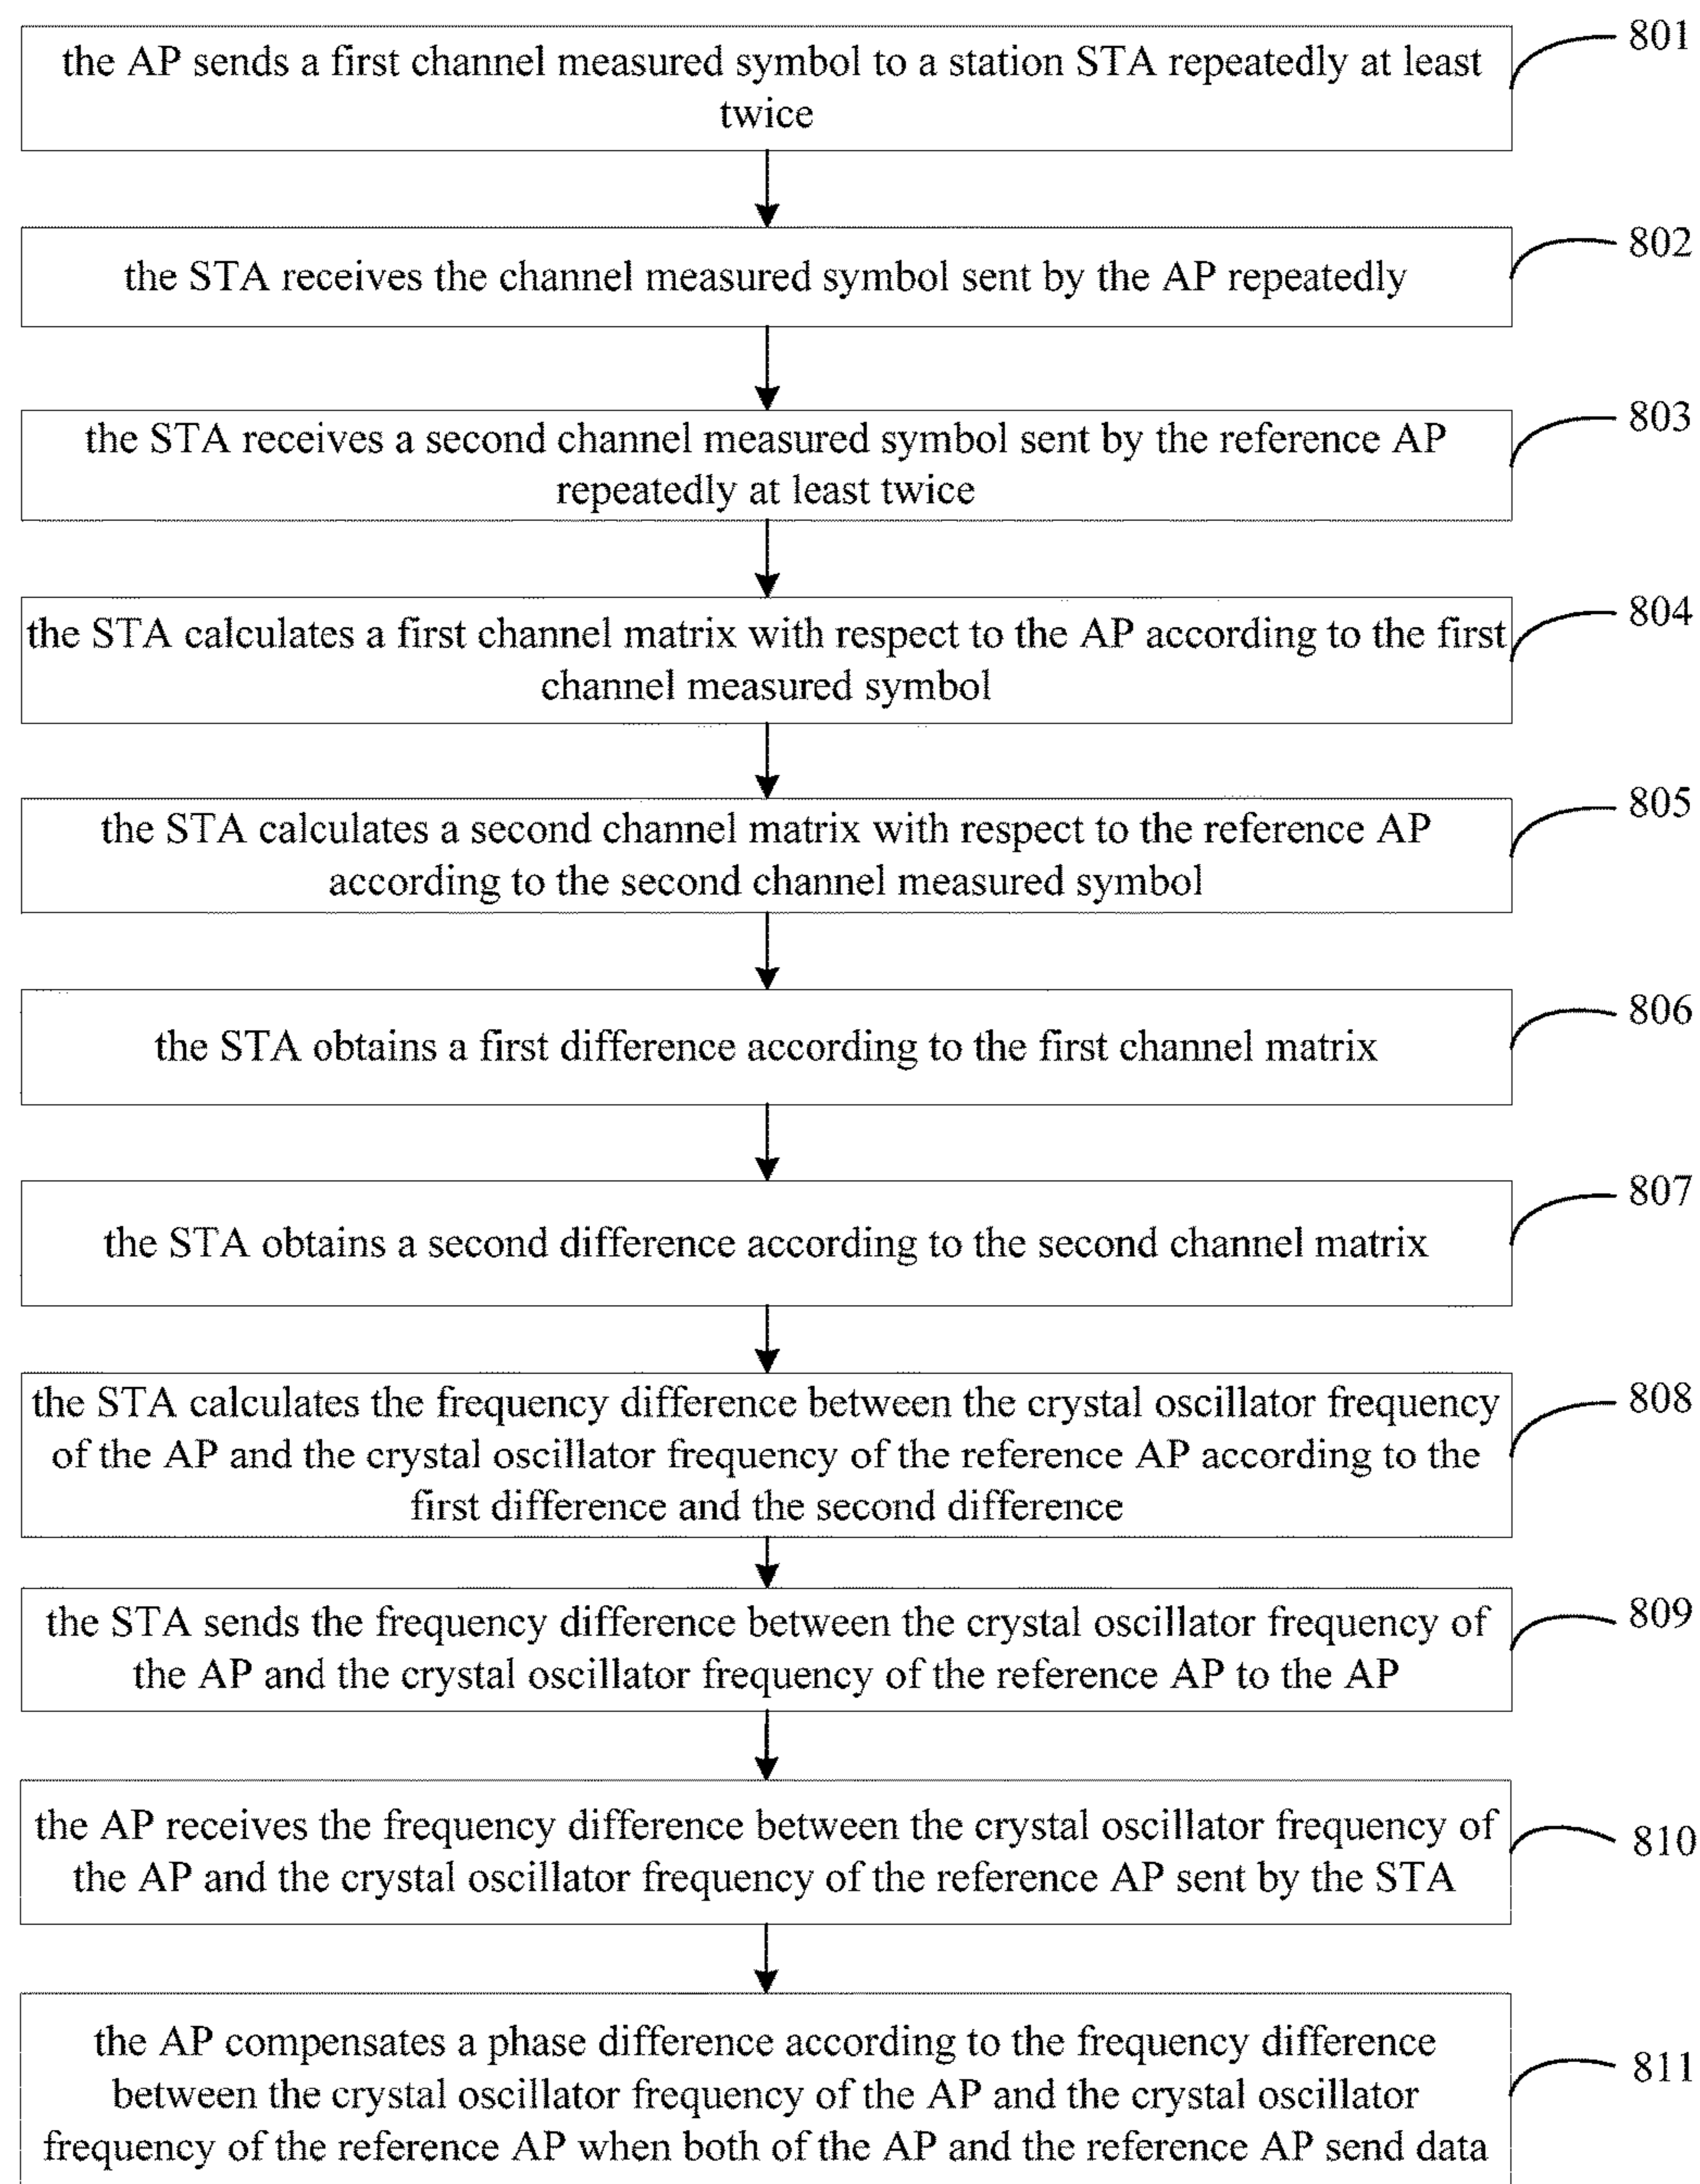 the AP sends a first channel measured symbol to a station STA repeatedly at least
twice
801
the STA receives the channel measured symbol sent by the AP repeatedly
802
the STA receives a second channel measured symbol sent by the reference AP
repeatedly at least twice
803
the STA calculates a first channel matrix with respect to the AP according to the first
channel measured symbol
804
the STA calculates a second channel matrix with respect to the reference AP
according to the second channel measured symbol
805
the STA obtains a first difference according to the first channel matrix
806
the STA obtains a second difference according to the second channel matrix
807
the STA calculates the frequency difference between the crystal oscillator frequency
of the AP and the crystal oscillator frequency of the reference AP according to the
first difference and the second difference
808
the STA sends the frequency difference between the crystal oscillator frequency of
the AP and the crystal oscillator frequency of the reference AP to the AP
809
the AP receives the frequency difference between the crystal oscillator frequency of
the AP and the crystal oscillator frequency of the reference AP sent by the STA
810
the AP compensates a phase difference according to the frequency difference
between the crystal oscillator frequency of the AP and the crystal oscillator
frequency of the reference AP when both of the AP and the reference AP send data
811